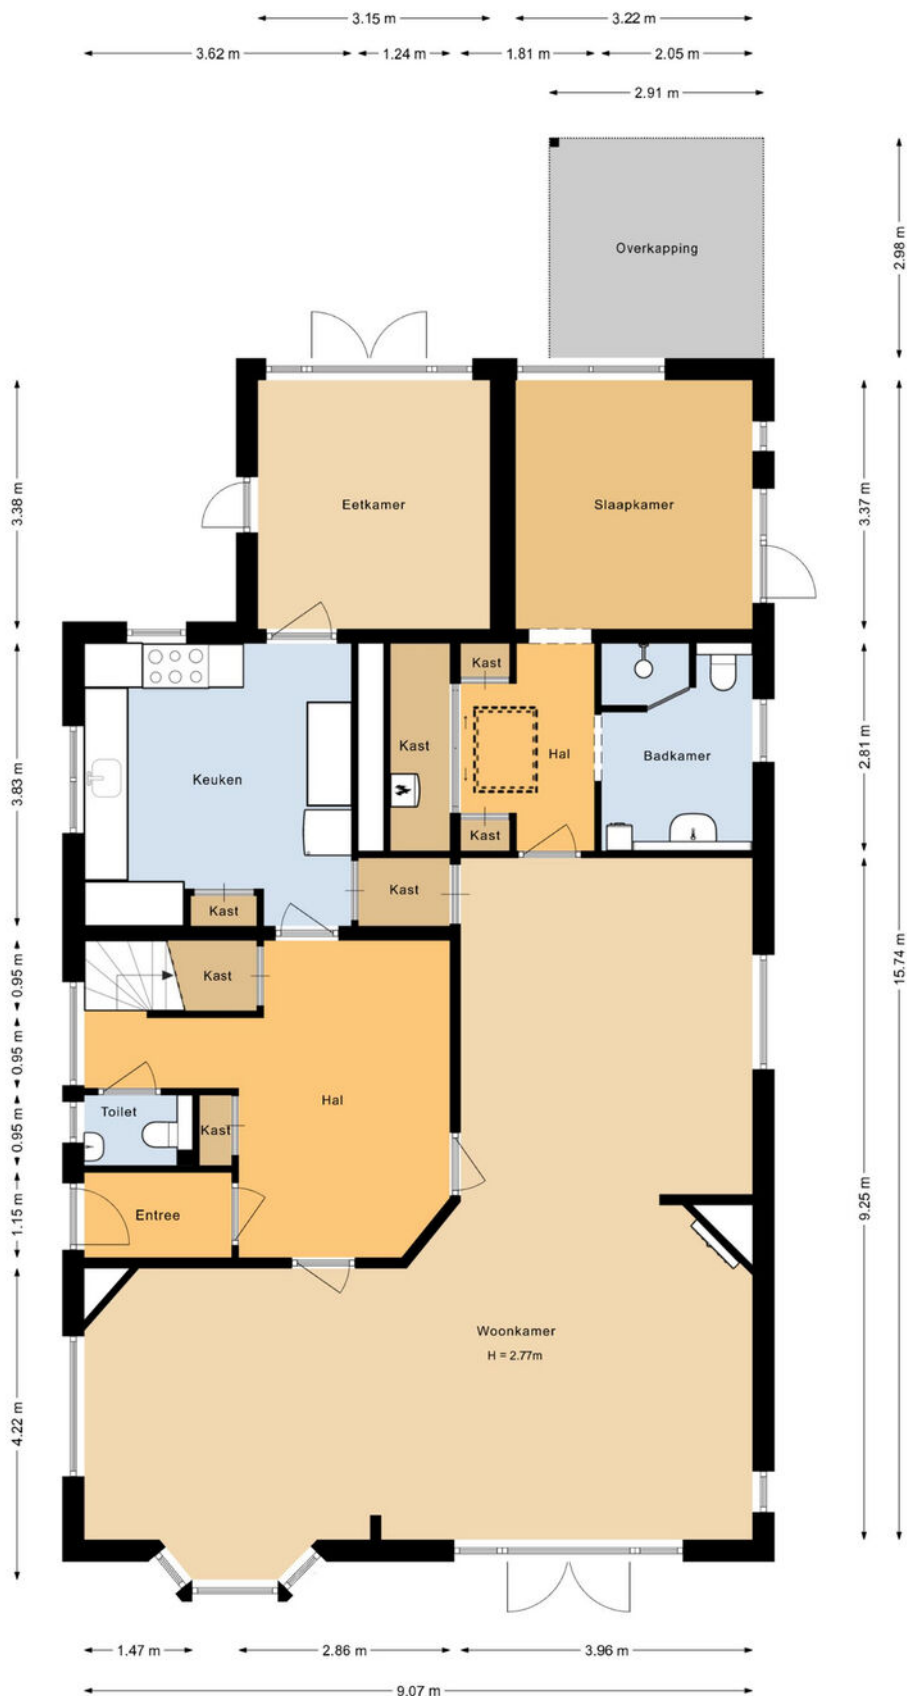 3.15 m
3.22 m
3.62 m
1.24 m
1.81 m
2.05 m
2.91 m
2.98 m
Overkapping
3.38 m
Eetkamer
Slaapkamer
3.37 m
Kast
Kast
Hal
Badkamer
2.81 m
Keuken
3.83 m
Kast
Kast
Kast
15.74 m
0.95 m
Kast
0.95 m
Hal
0.95 m
Toilet
Kast
1.15 m
Entree
9.25 m
Woonkamer
H = 2.77m
4.22 m
1.47 m
2.86 m
3.96 m
9.07 m